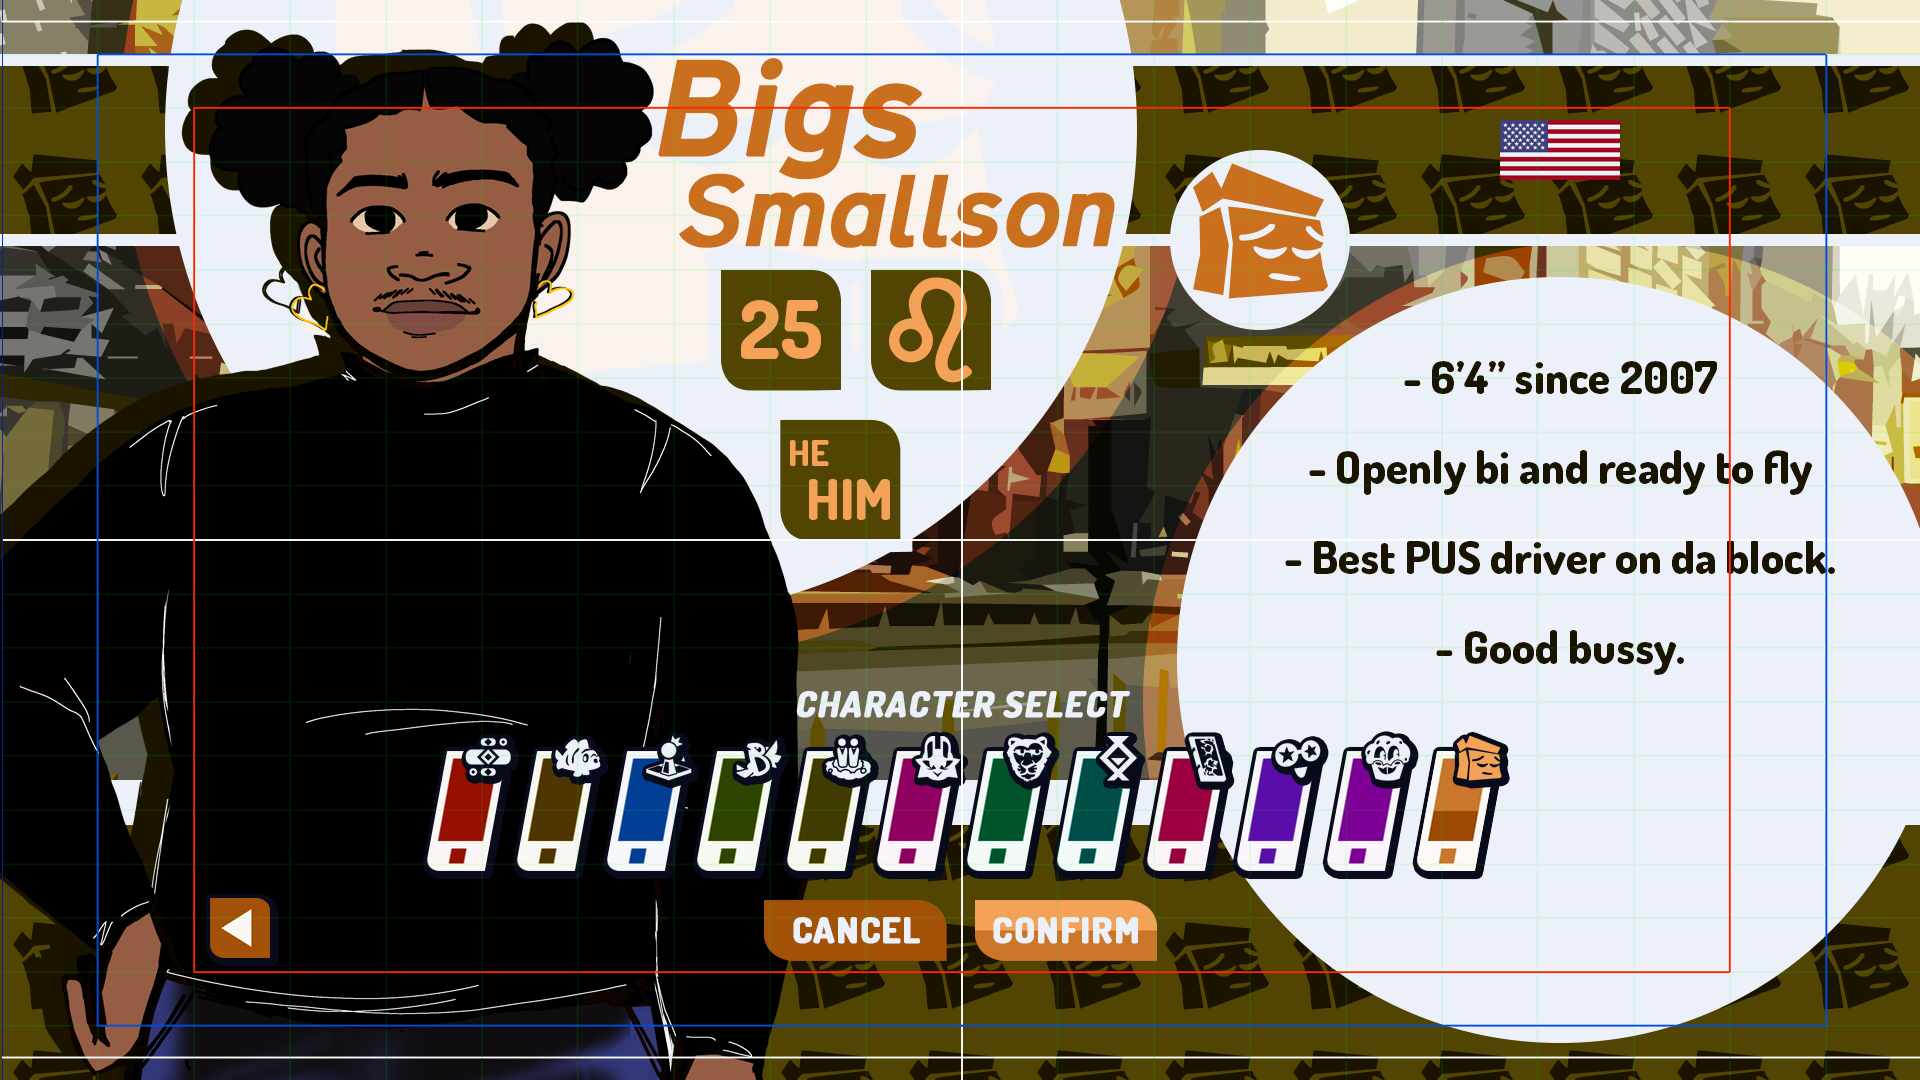 Bigs
Smallson
25
HE
HIM
- 6’4” since 2007
- Openly bi and ready to fly
- Best PUS driver on da block.
- Good bussy.
CHARACTER SELECT
CANCEL
CONFIRM